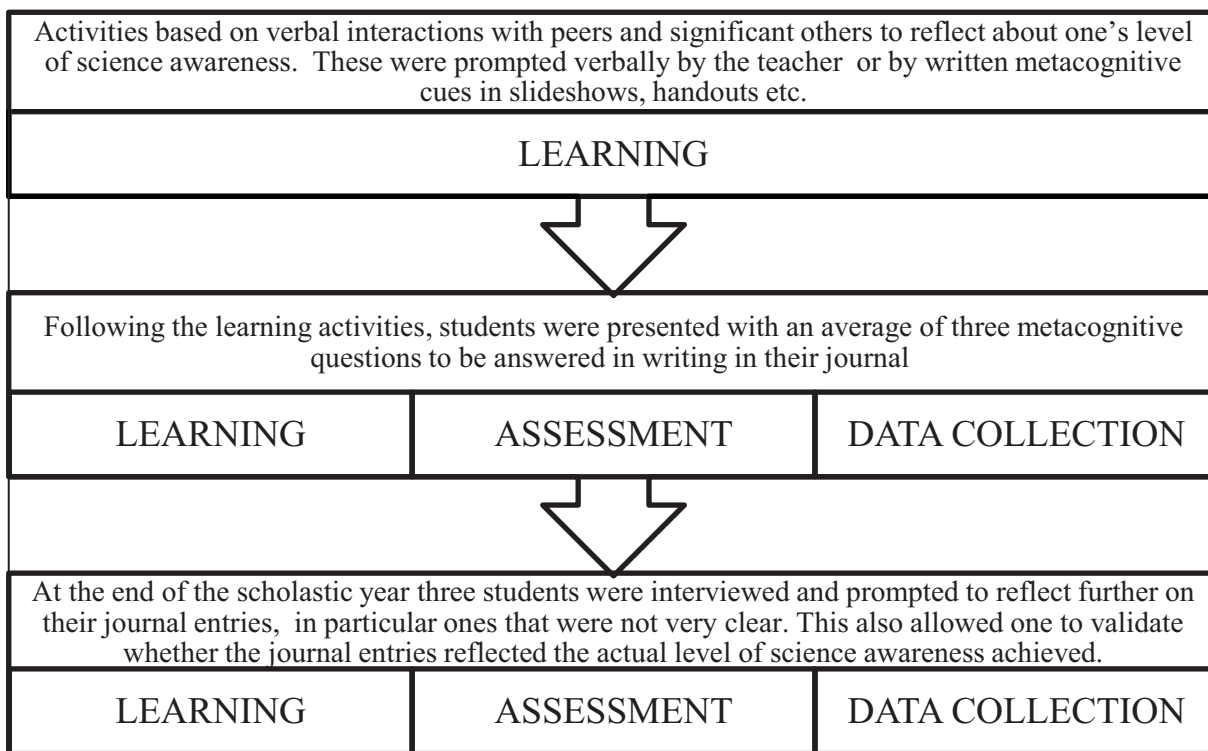 Activities based on verbal interactions with peers and significant others to reflect about one’s level
of science awareness.  These were prompted verbally by the teacher  or by written metacognitive
cues in slideshows, handouts etc.
LEARNING
Following the learning activities, students were presented with an average of three metacognitive
questions to be answered in writing in their journal
LEARNING ASSESSMENT DATA COLLECTION
At the end of the scholastic year three students were interviewed and prompted to reflect further on
their journal entries,  in particular ones that were not very clear. This also allowed one to validate
whether the journal entries reflected the actual level of science awareness achieved.
LEARNING ASSESSMENT DATA COLLECTION